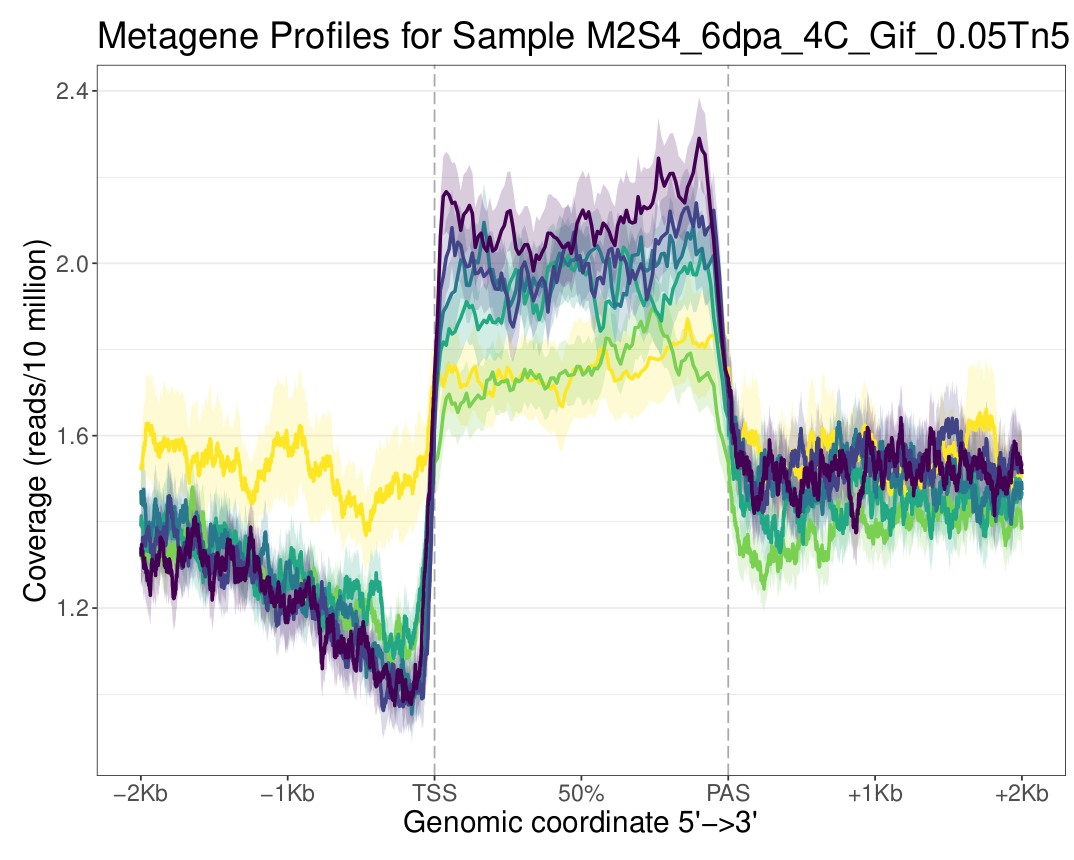 Metagene Profiles for Sample M2S4_6dpa_4C_Gif_0.05Tn5
Coverage (reads/10 million)
2.4
2.0
1.6
1.2
−2Kb −1Kb TSS 50% PAS +1Kb +2Kb
Genomic coordinate 5'−>3'